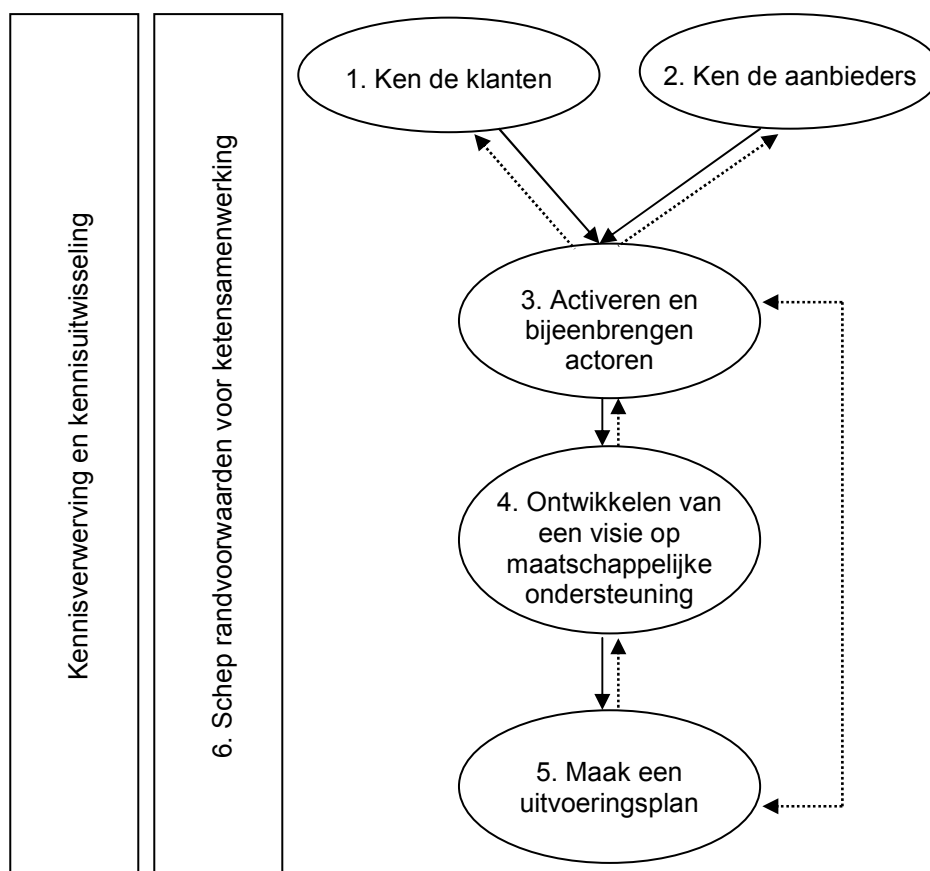 Kennisverwerving en kennisuitwisseling
6. Schep randvoorwaarden voor ketensamenwerking
1. Ken de klanten
2. Ken de aanbieders
3. Activeren en
bijeenbrengen
actoren
4. Ontwikkelen van
een visie op
maatschappelijke
ondersteuning
5. Maak een
uitvoeringsplan